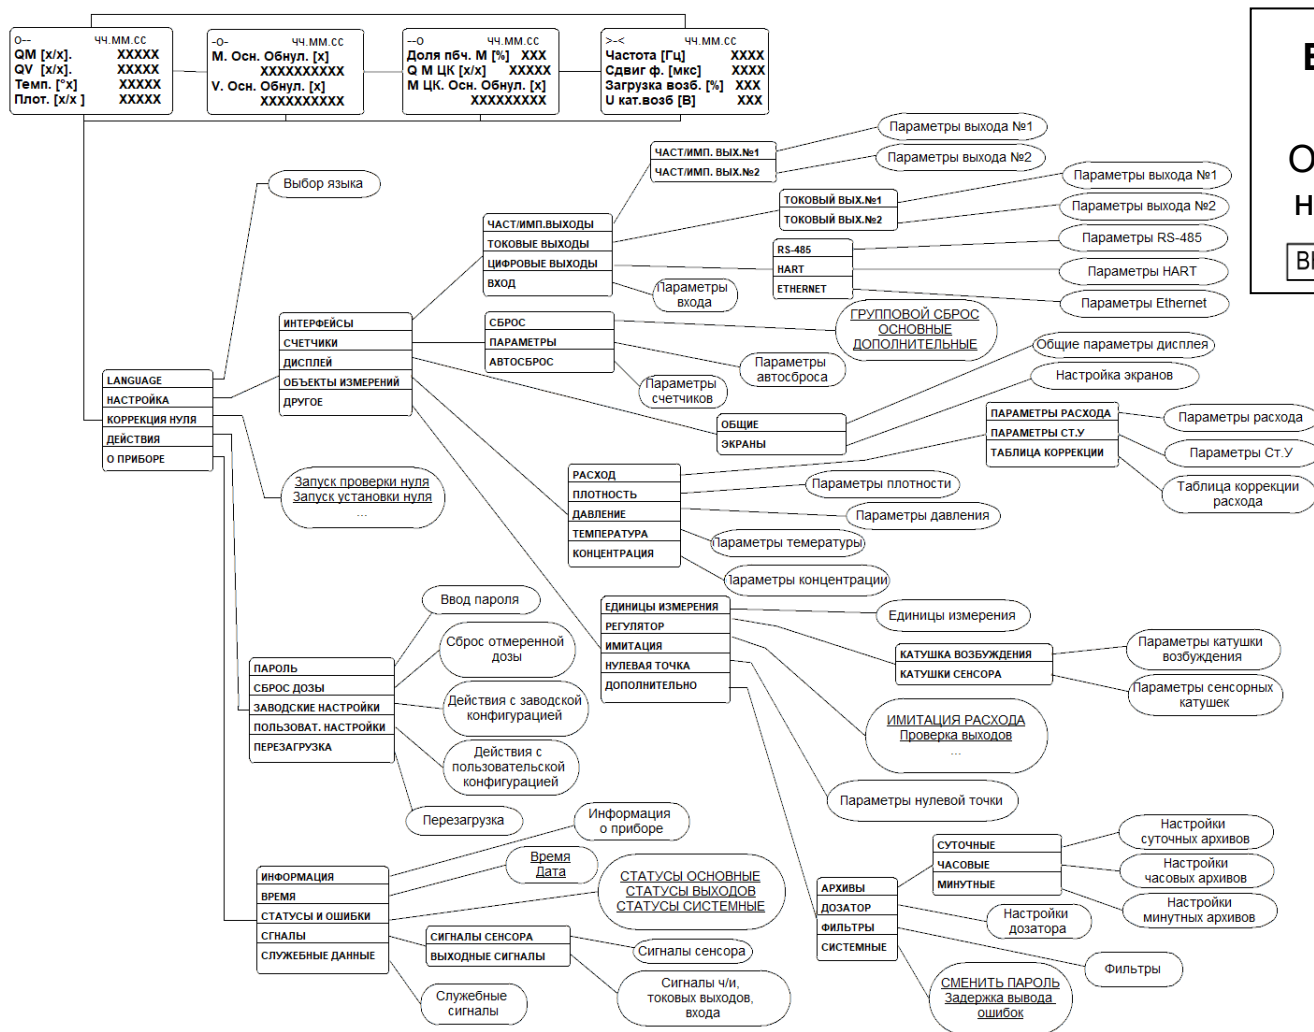 o-- ЧЧ.ММ.СС
QM [x/x]. XXXXX
QV [x/x]. XXXXX
Темп. [°x] XXXXX
Плот. [x/x ] XXXXX
-o- ЧЧ.ММ.СС
М. Осн. Обнул. [x]
XXXXXXXXXX
V. Осн. Обнул. [x]
XXXXXXXXXX
--o ЧЧ.ММ.СС
Доля пбч. М [%] XXX
Q М ЦК [x/x] XXXXX
М ЦК. Осн. Обнул. [x]
XXXXXXXXX
>-< ЧЧ.ММ.СС
Частота [Гц] XXXX
Сдвиг ф. [мкс] XXXX
Загрузка возб. [%] XXX
U кат.возб [В] XXX
Выбор языка
LANGUAGE
НАСТРОЙКА
КОРРЕКЦИЯ НУЛЯ
ДЕЙСТВИЯ
О ПРИБОРЕ
ИНТЕРФЕЙСЫ
СЧЕТЧИКИ
ДИСПЛЕЙ
ОБЪЕКТЫ ИЗМЕРЕНИЙ
ДРУГОЕ
Запуск проверки нуля
Запуск установки нуля
...
ЧАСТ/ИМП.ВЫХОДЫ
ТОКОВЫЕ ВЫХОДЫ
ЦИФРОВЫЕ ВЫХОДЫ
ВХОД
ЧАСТ/ИМП. ВЫХ.№1
ЧАСТ/ИМП. ВЫХ.№2
Параметры выхода №1
Параметры выхода №2
ТОКОВЫЙ ВЫХ.№1
ТОКОВЫЙ ВЫХ.№2
Параметры выхода №1
Параметры выхода №2
RS-485
HART
ETHERNET
Параметры RS-485
Параметры HART
Параметры Ethernet
Параметры
входа
СБРОС
ПАРАМЕТРЫ
АВТОСБРОС
ГРУППОВОЙ СБРОС
ОСНОВНЫЕ
ДОПОЛНИТЕЛЬНЫЕ
Параметры
автосброса
Параметры
счетчиков
ОБЩИЕ
ЭКРАНЫ
Общие параметры дисплея
Настройка экранов
РАСХОД
ПЛОТНОСТЬ
ДАВЛЕНИЕ
ТЕМПЕРАТУРА
КОНЦЕНТРАЦИЯ
ПАРАМЕТРЫ РАСХОДА
ПАРАМЕТРЫ СТ.У
ТАБЛИЦА КОРРЕКЦИИ
Параметры расхода
Параметры Ст.У
Таблица коррекции
расхода
Параметры плотности
Параметры давления
Параметры темературы
Параметры концентрации
ЕДИНИЦЫ ИЗМЕРЕНИЯ
РЕГУЛЯТОР
ИМИТАЦИЯ
НУЛЕВАЯ ТОЧКА
ДОПОЛНИТЕЛЬНО
Единицы измерения
КАТУШКА ВОЗБУЖДЕНИЯ
КАТУШКИ СЕНСОРА
Параметры катушки
возбуждения
Параметры сенсорных
катушек
ИМИТАЦИЯ РАСХОДА
Проверка выходов
...
Параметры нулевой точки
ПАРОЛЬ
СБРОС ДОЗЫ
ЗАВОДСКИЕ НАСТРОЙКИ
ПОЛЬЗОВАТ. НАСТРОЙКИ
ПЕРЕЗАГРУЗКА
Ввод пароля
Сброс отмеренной
дозы
Действия с заводской
конфигурацией
Действия с
пользовательской
конфигурацией
Перезагрузка
ИНФОРМАЦИЯ
ВРЕМЯ
СТАТУСЫ И ОШИБКИ
СГНАЛЫ
СЛУЖЕБНЫЕ ДАННЫЕ
Информация
о приборе
Время
Дата
СТАТУСЫ ОСНОВНЫЕ
СТАТУСЫ ВЫХОДОВ
СТАТУСЫ СИСТЕМНЫЕ
СИГНАЛЫ СЕНСОРА
ВЫХОДНЫЕ СИГНАЛЫ
Сигналы сенсора
Сигналы ч/и,
токовых выходов,
входа
Служебные
сигналы
АРХИВЫ
ДОЗАТОР
ФИЛЬТРЫ
СИСТЕМНЫЕ
СУТОЧНЫЕ
ЧАСОВЫЕ
МИНУТНЫЕ
Настройки
суточных архивов
Настройки
часовых архивов
Настройки
минутных архивов
Настройки
дозатора
Фильтры
СМЕНИТЬ ПАРОЛЬ
Задержка вывода
ошибок